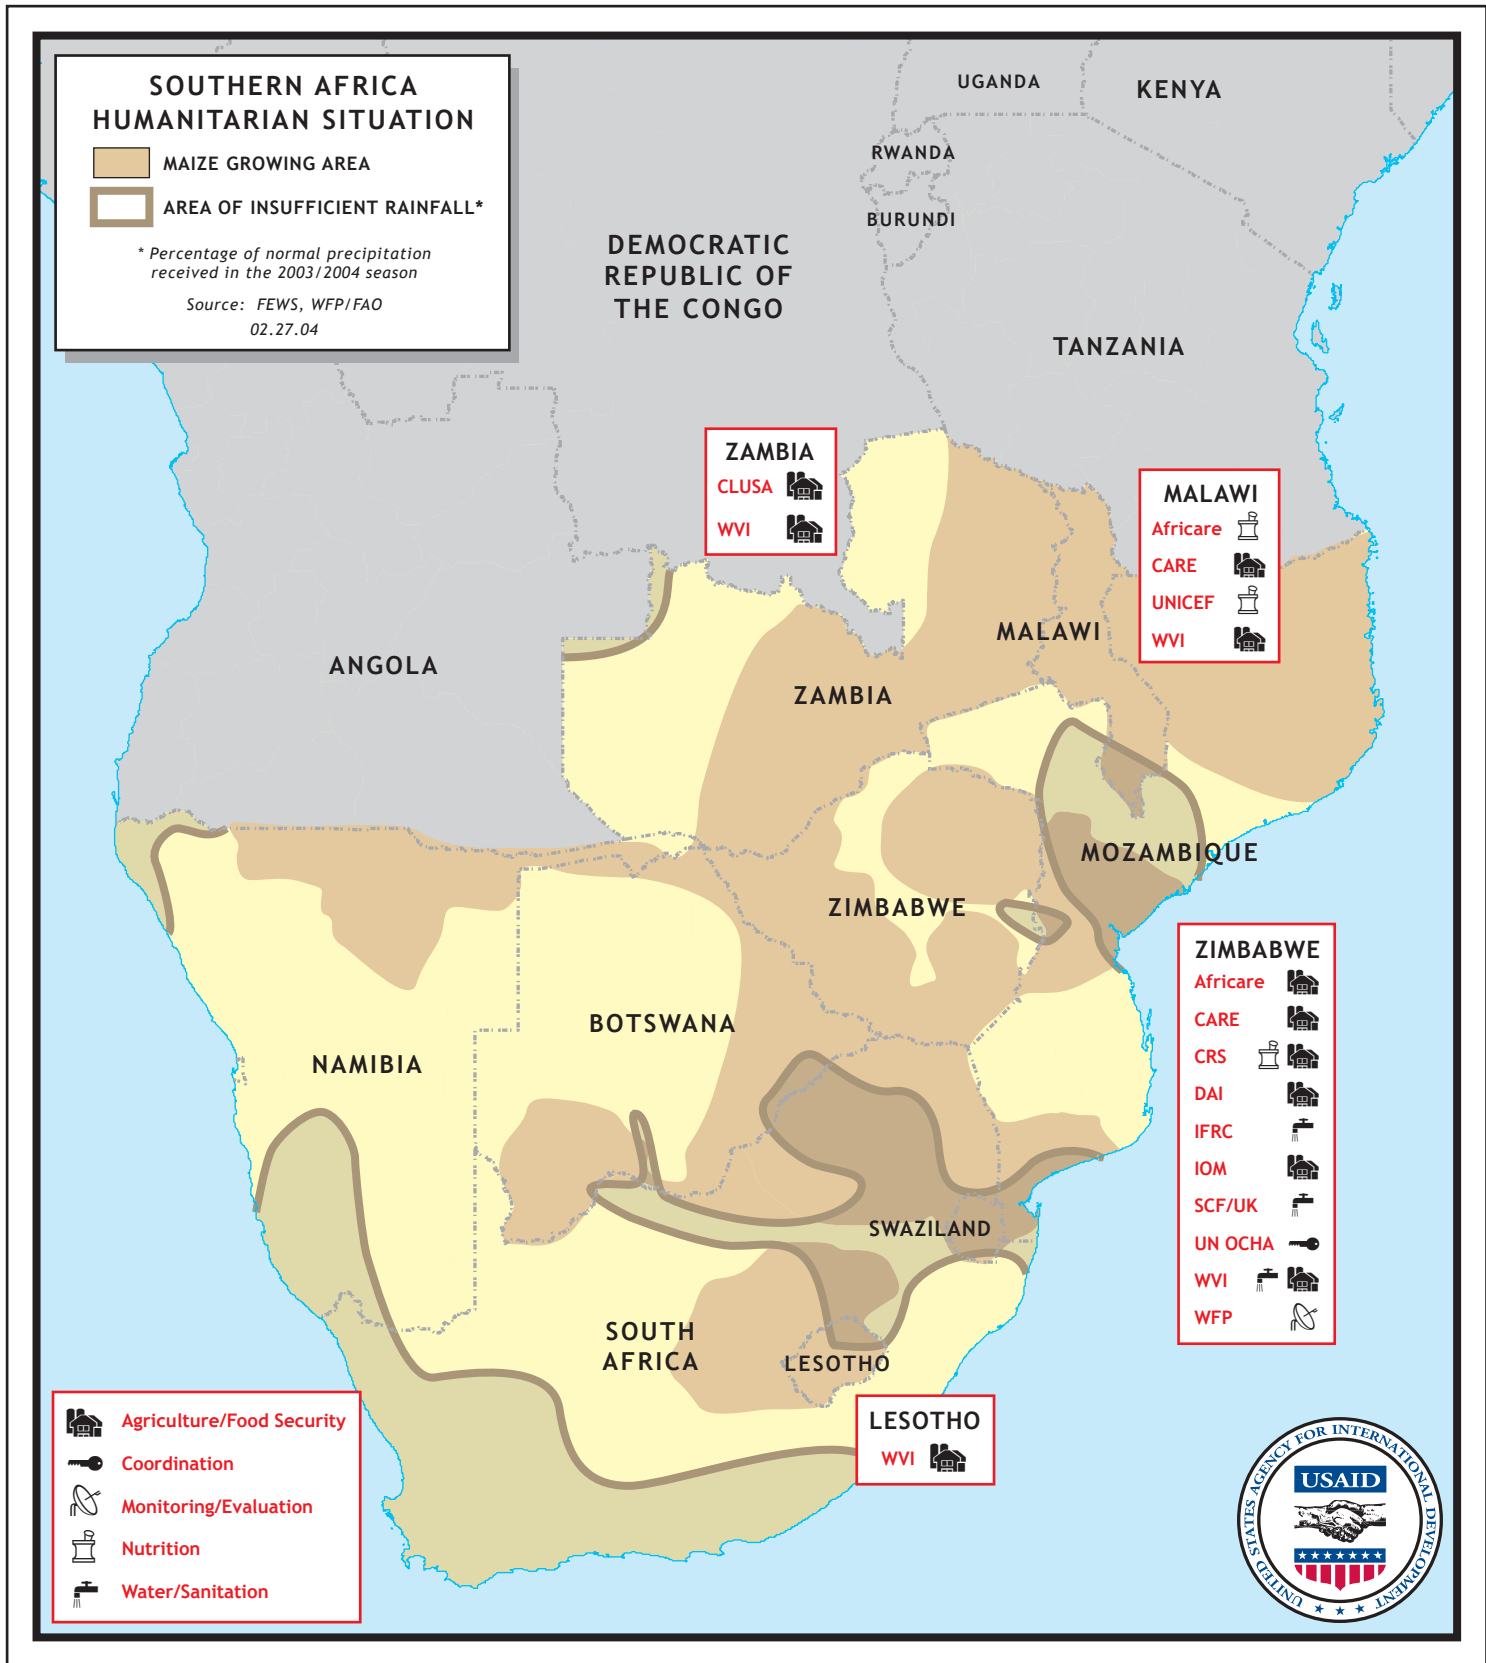 SOUTHERN AFRICA
HUMANITARIAN SITUATION
MAIZE GROWING AREA
AREA OF INSUFFICIENT RAINFALL*
* Percentage of normal precipitation
received in the 2003/2004 season
Source: FEWS, WFP/FAO
02.27.04
UGANDA
KENYA
RWANDA
BURUNDI
DEMOCRATIC
REPUBLIC OF
THE CONGO
TANZANIA
ZAMBIA
CLUSA
WVI
MALAWI
Africare
CARE
UNICEF
WVI
MALAWI
ANGOLA
ZAMBIA
MOZAMBIQUE
ZIMBABWE
ZIMBABWE
Africare
CARE
CRS
DAI
IFRC
IOM
SCF/UK
UN OCHA
WVI
WFP
BOTSWANA
NAMIBIA
SWAZILAND
SOUTH
AFRICA
LESOTHO
LESOTHO
WVI
Agriculture/Food Security
Coordination
Monitoring/Evaluation
Nutrition
Water/Sanitation
UNITED STATES AGENCY FOR INTERNATIONAL DEVELOPMENT
USAID